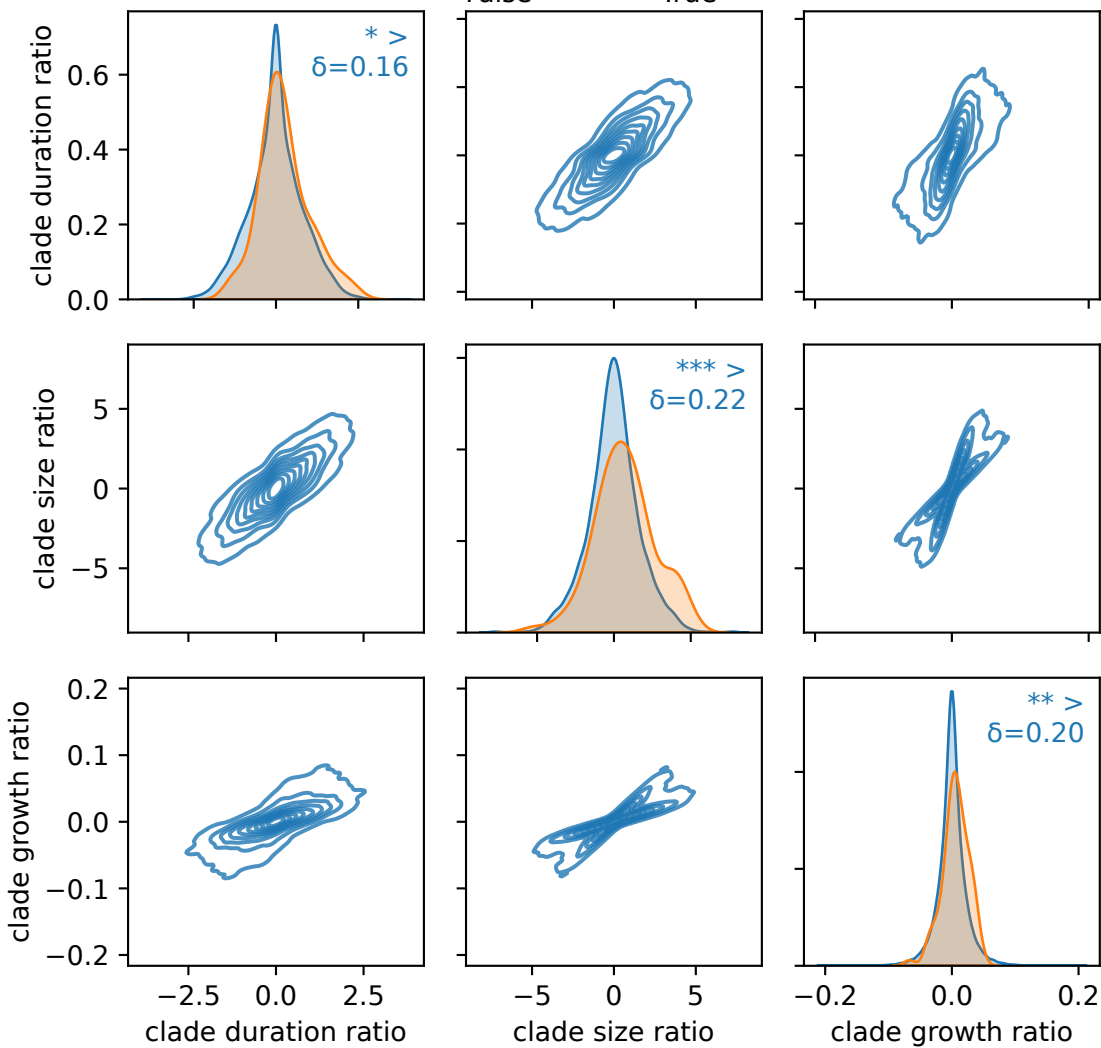 * >
δ=0.16
clade duration ratio
0.6
0.4
0.2
0.0
*** >
δ=0.22
clade size ratio
5
0
−5
** >
δ=0.20
clade growth ratio
0.2
0.1
0.0
−0.1
−0.2
−2.5 0.0 2.5
−5 0 5
−0.2 0.0 0.2
clade duration ratio
clade size ratio
clade growth ratio